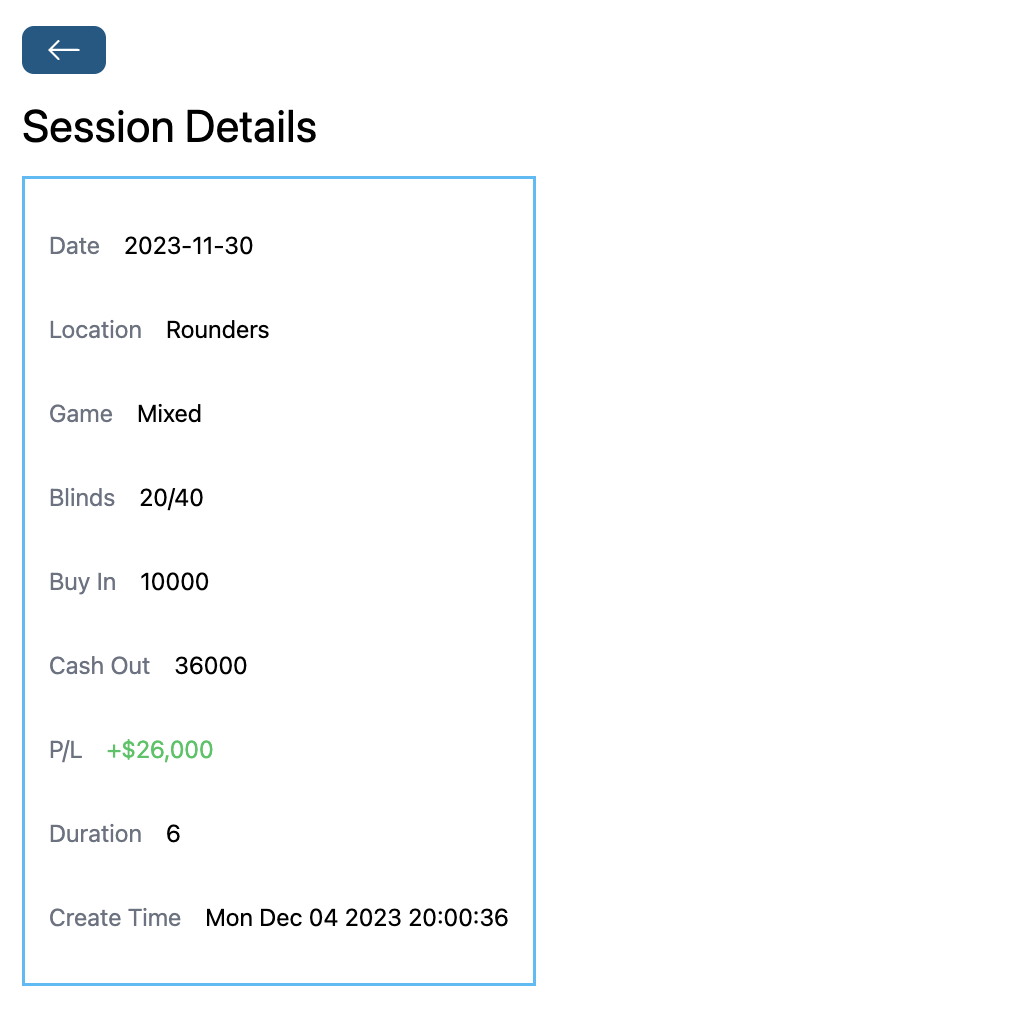 Session Details
Date 2023-11-30
Location Rounders
Game Mixed
Blinds 20/40
Buy In 10000
Cash Out 36000
P/L +$26,000
Duration 6
Create Time Mon Dec 04 2023 20:00:36